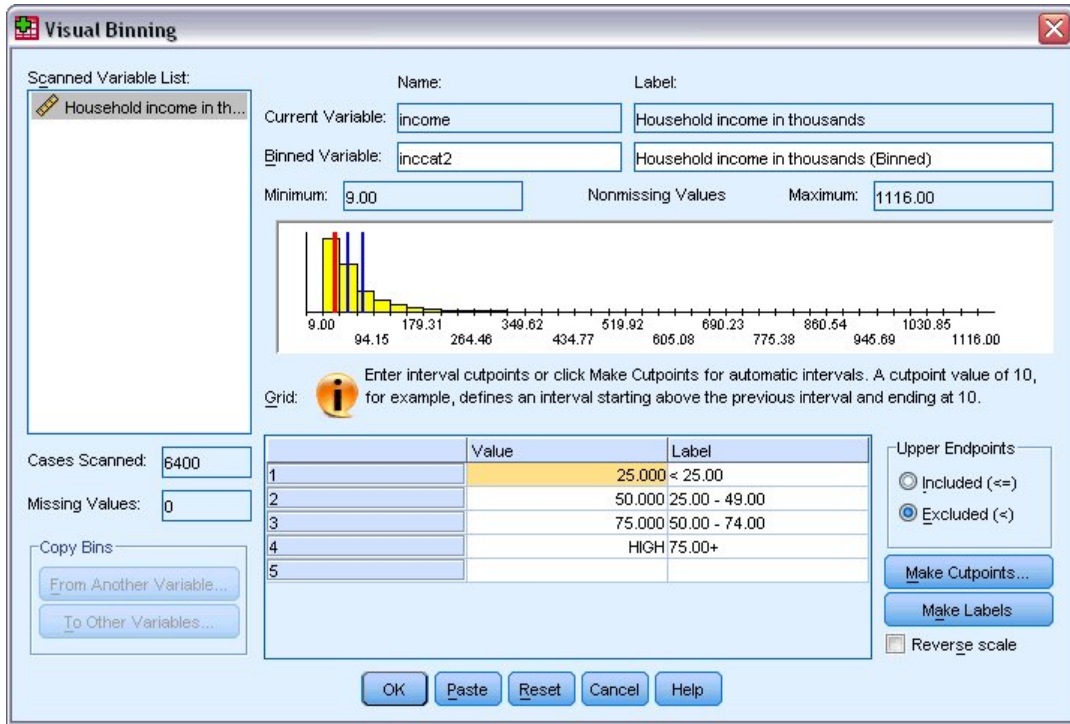 Visual Binning
Scanned Variable List:
Household income in th...
Name:
Label:
Current Variable:
income
Household income in thousands
Binned Variable:
inccat2
Household income in thousands (Binned)
Minimum:
9.00
Nonmissing Values
Maximum:
1116.00
9.00 179.31 349.62 519.92 690.23 860.54 1030.85
94.15 264.46 434.77 605.08 775.38 945.69 1116.00
Grid:
i
Enter interval cutpoints or click Make Cutpoints for automatic intervals. A cutpoint value of 10,
for example, defines an interval starting above the previous interval and ending at 10.
Cases Scanned:
6400
Missing Values:
0
Copy Bins
From Another Variable...
To Other Variables...
Value Label
1 25.000 < 25.00
2 50.000 25.00 - 49.00
3 75.000 50.00 - 74.00
4 HIGH 75.00+
5
Upper Endpoints
Included (<=)
Excluded (<)
Make Cutpoints...
Make Labels
Reverse scale
OK Paste Reset Cancel Help